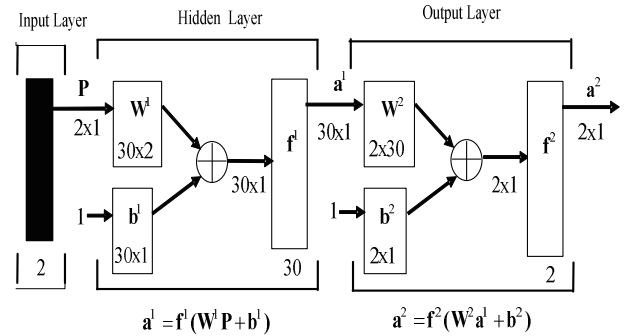 Input Layer
Hidden Layer
Output Layer
P
2x1
W¹
30x2
1
b¹
30x1
30x1
f¹
30
a¹
30x1
W²
2x30
1
b²
2x1
2x1
f²
2
a²
2x1
2
a¹ = f¹(W¹P + b¹)
a² = f²(W²a¹ + b²)